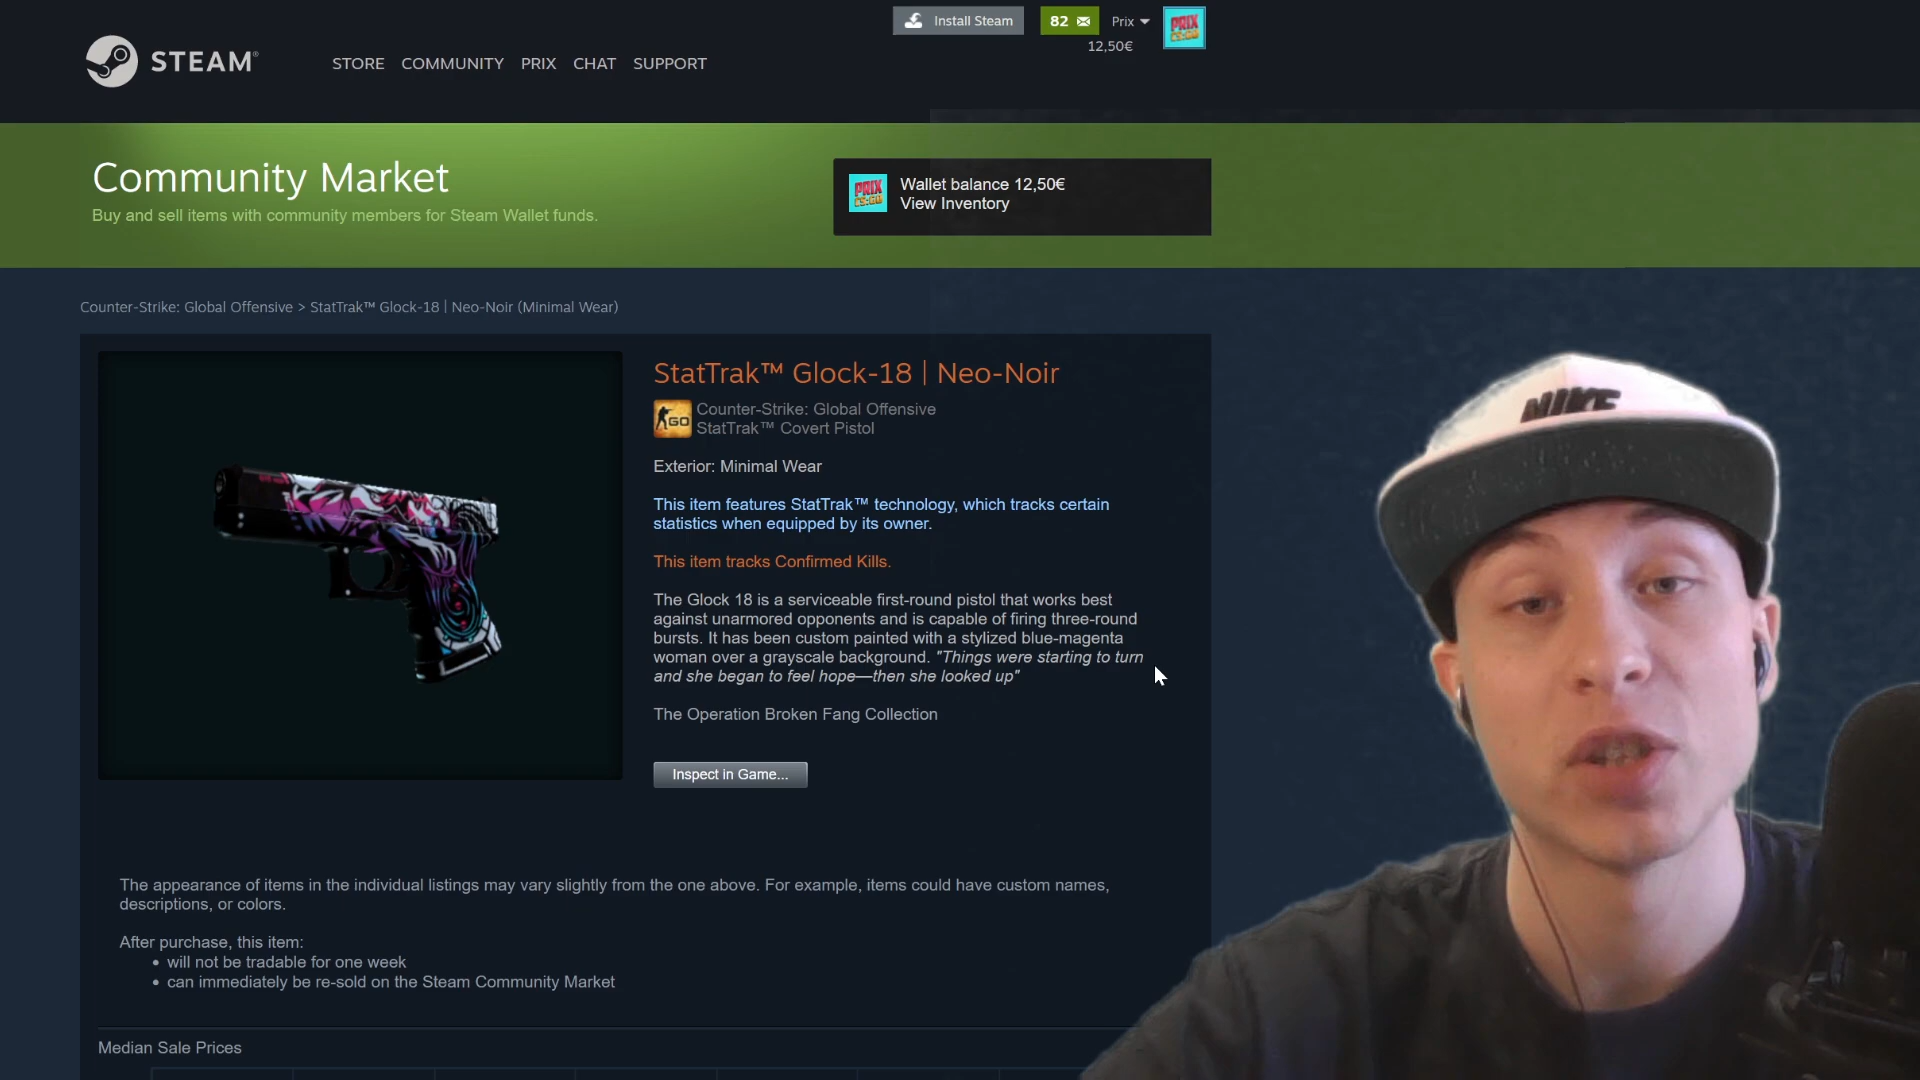 Install Steam
82
Prix
12,50€
PRIX
CS:GO
STEAM®
STORE COMMUNITY PRIX CHAT SUPPORT
Community Market
Buy and sell items with community members for Steam Wallet funds.
PRIX
CS:GO
Wallet balance 12,50€
View Inventory
Counter-Strike: Global Offensive > StatTrak™ Glock-18 | Neo-Noir (Minimal Wear)
StatTrak™ Glock-18 | Neo-Noir
GO
Counter-Strike: Global Offensive
StatTrak™ Covert Pistol
Exterior: Minimal Wear
This item features StatTrak™ technology, which tracks certain
statistics when equipped by its owner.
This item tracks Confirmed Kills.
The Glock 18 is a serviceable first-round pistol that works best
against unarmored opponents and is capable of firing three-round
bursts. It has been custom painted with a stylized blue-magenta
woman over a grayscale background. "Things were starting to turn
and she began to feel hope—then she looked up"
The Operation Broken Fang Collection
Inspect in Game...
NIKE
The appearance of items in the individual listings may vary slightly from the one above. For example, items could have custom names,
descriptions, or colors.
After purchase, this item:
• will not be tradable for one week
• can immediately be re-sold on the Steam Community Market
Median Sale Prices